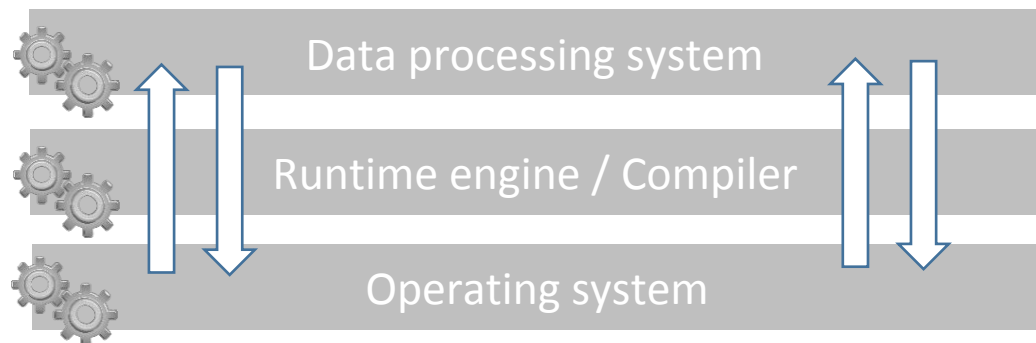 Data processing system
Runtime engine / Compiler
Operating system